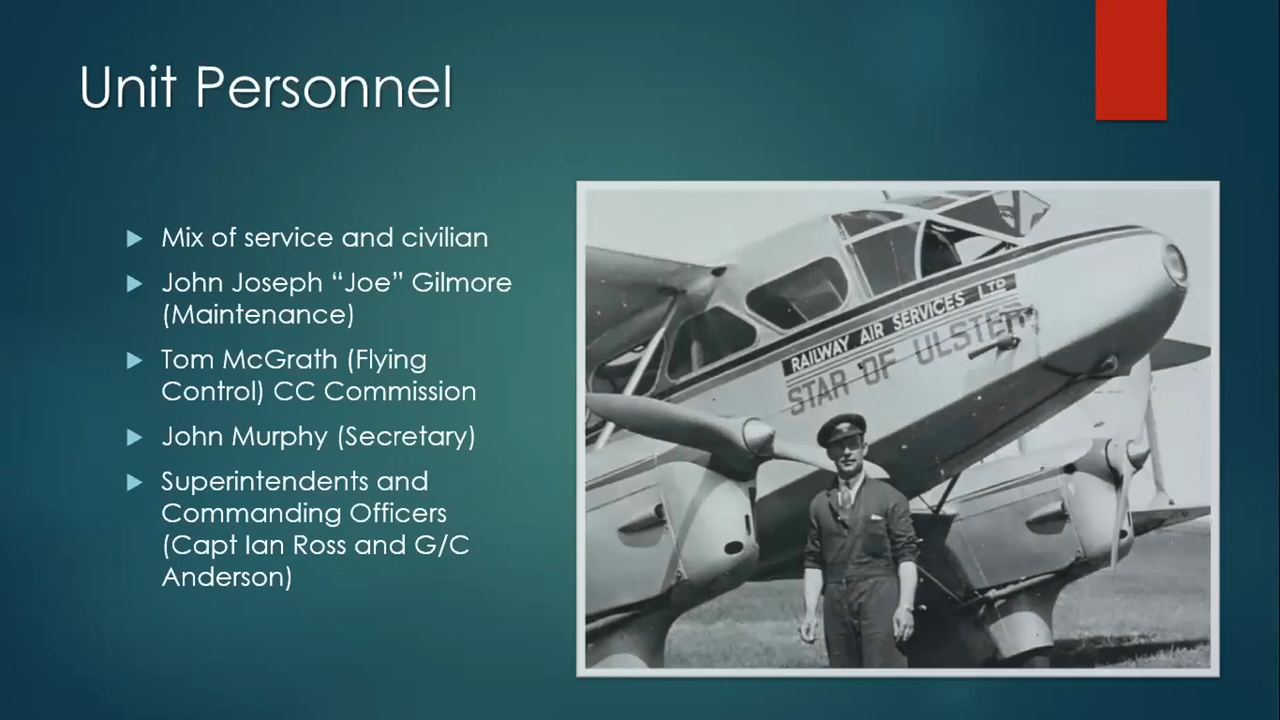 Unit Personnel
Mix of service and civilian
John Joseph “Joe” Gilmore
(Maintenance)
Tom McGrath (Flying
Control) CC Commission
John Murphy (Secretary)
Superintendents and
Commanding Officers
(Capt Ian Ross and G/C
Anderson)
RAILWAY AIR SERVICES LTD
STAR OF ULSTER